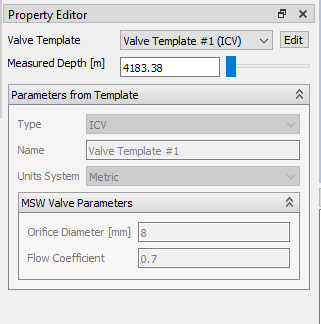 Property Editor
Valve Template Valve Template #1 (ICV) Edit
Measured Depth [m] 4183.38
Parameters from Template
Type ICV
Name Valve Template #1
Units System Metric
MSW Valve Parameters
Orifice Diameter [mm] 8
Flow Coefficient 0.7